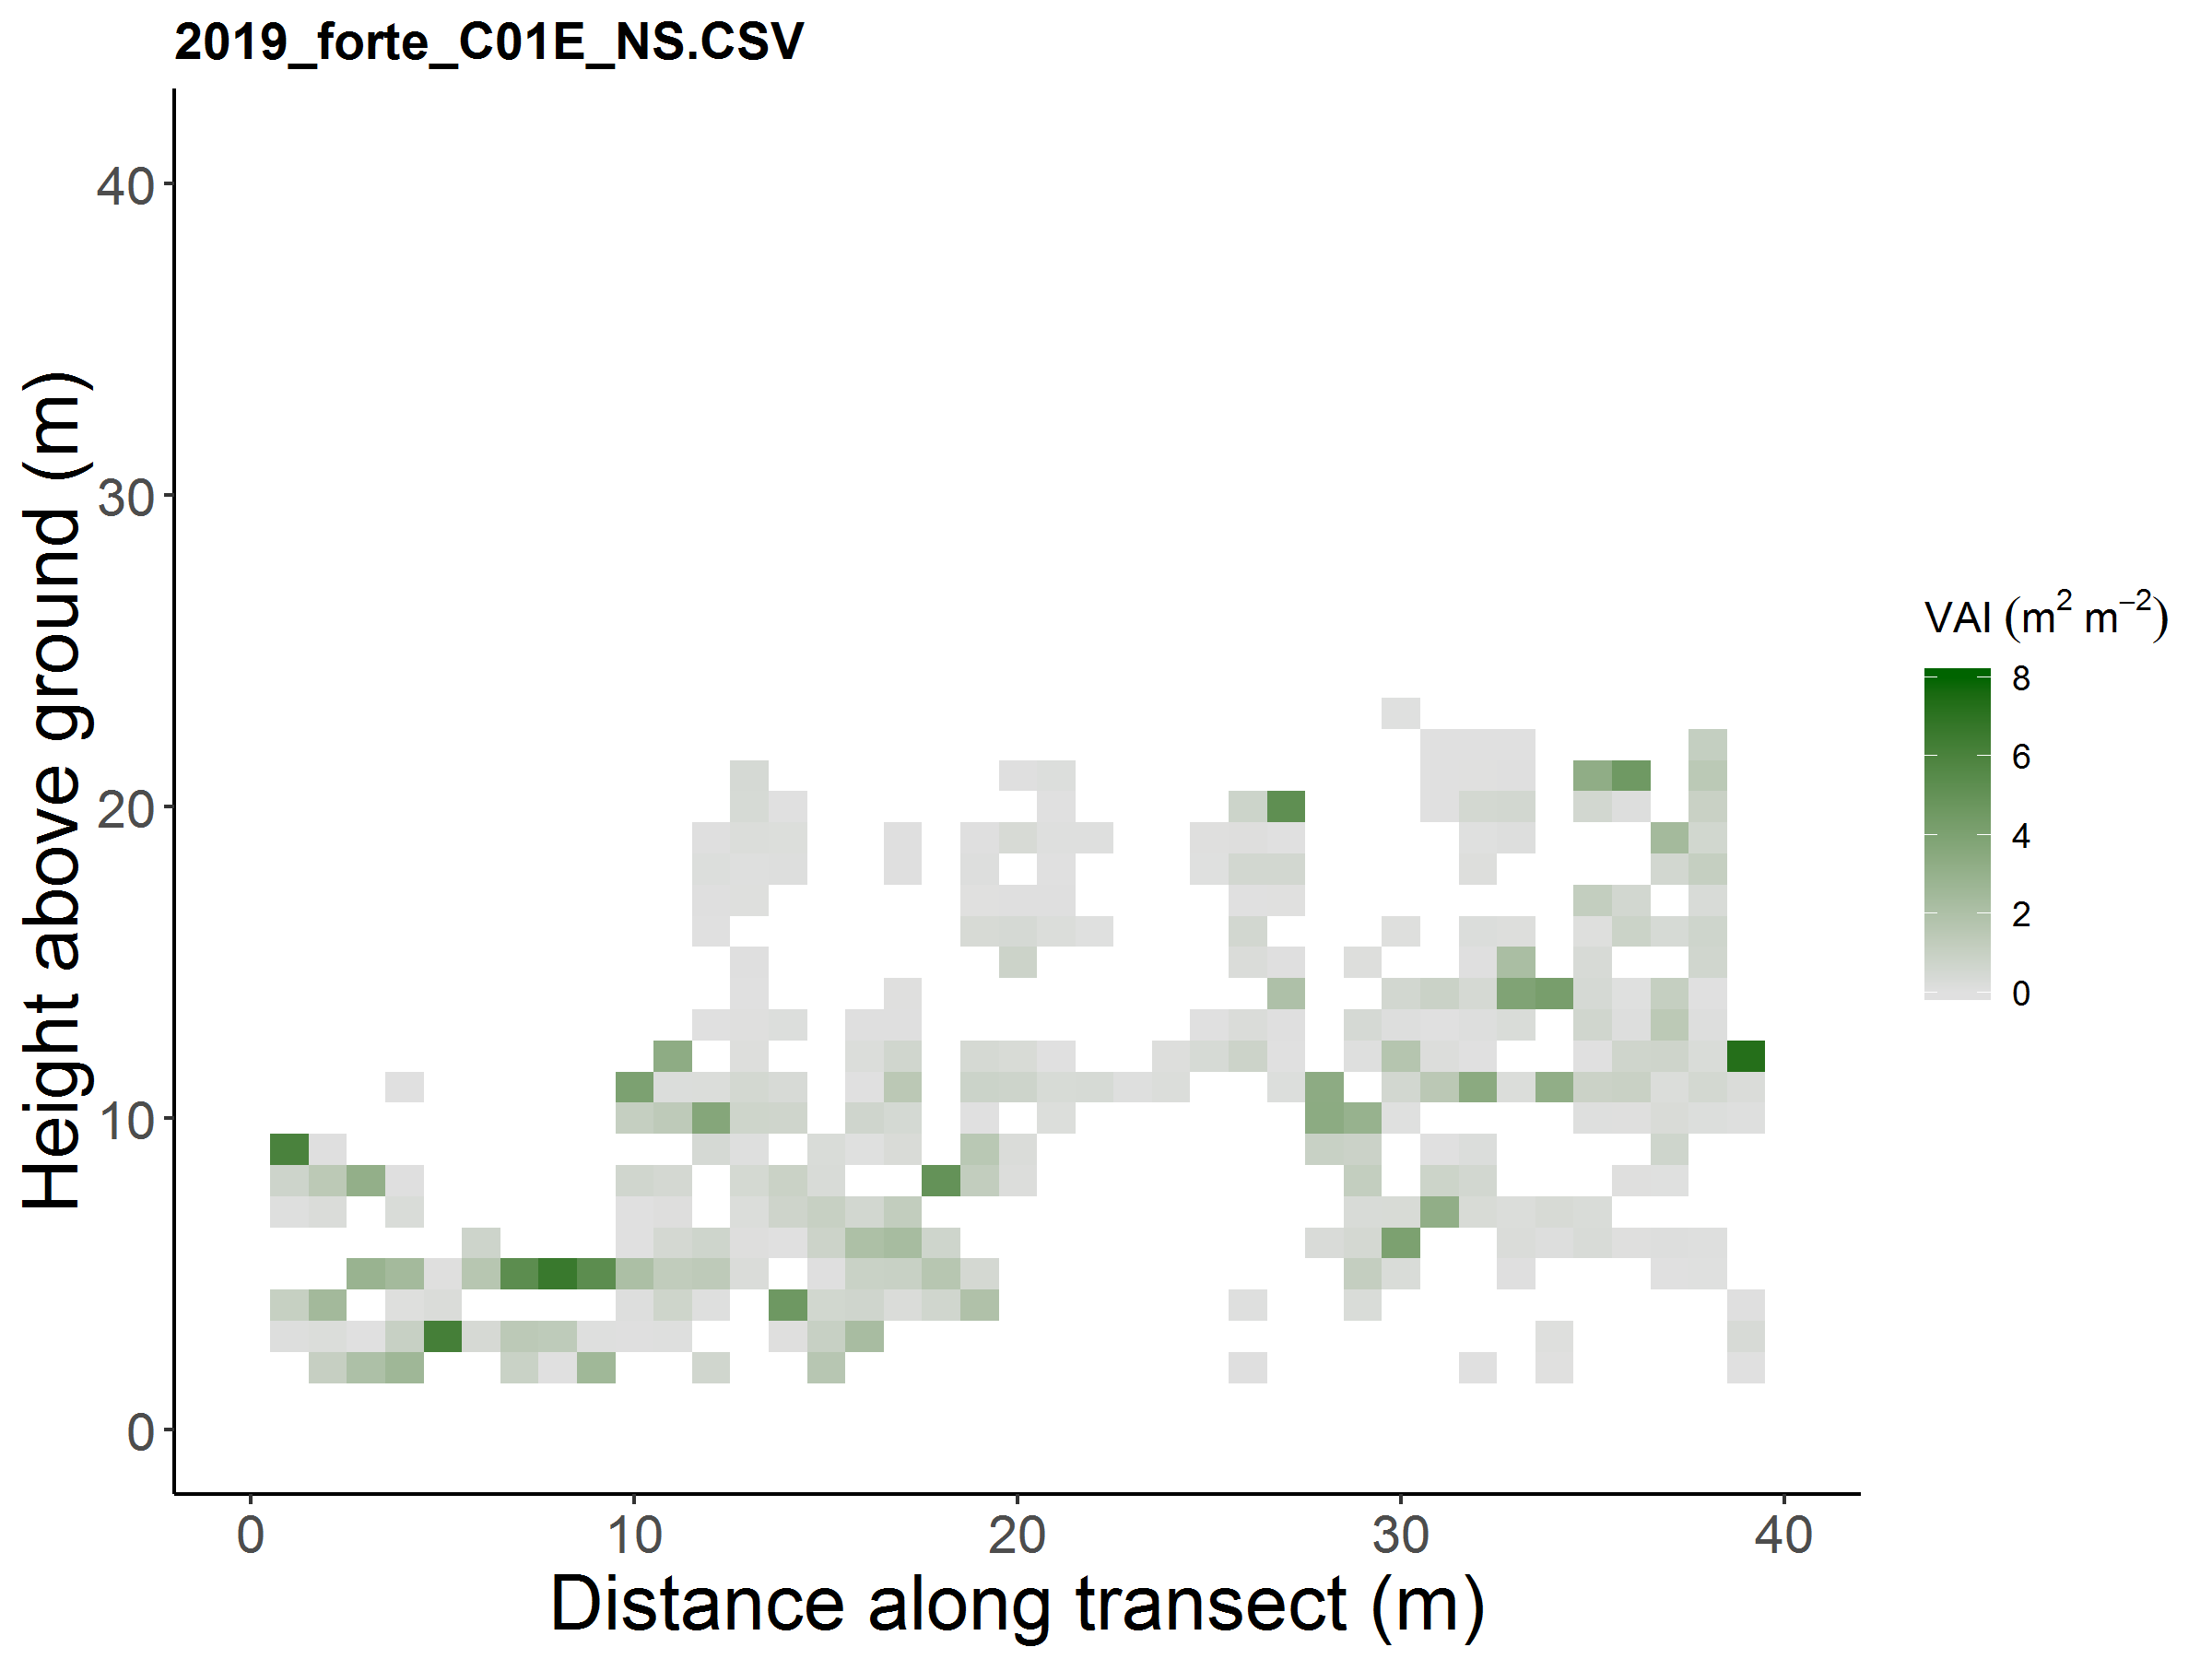 2019_forte_C01E_NS.CSV
Height above ground (m)
40
30
20
10
0
0 10 20 30 40
Distance along transect (m)
VAI (m² m⁻²)
8
6
4
2
0